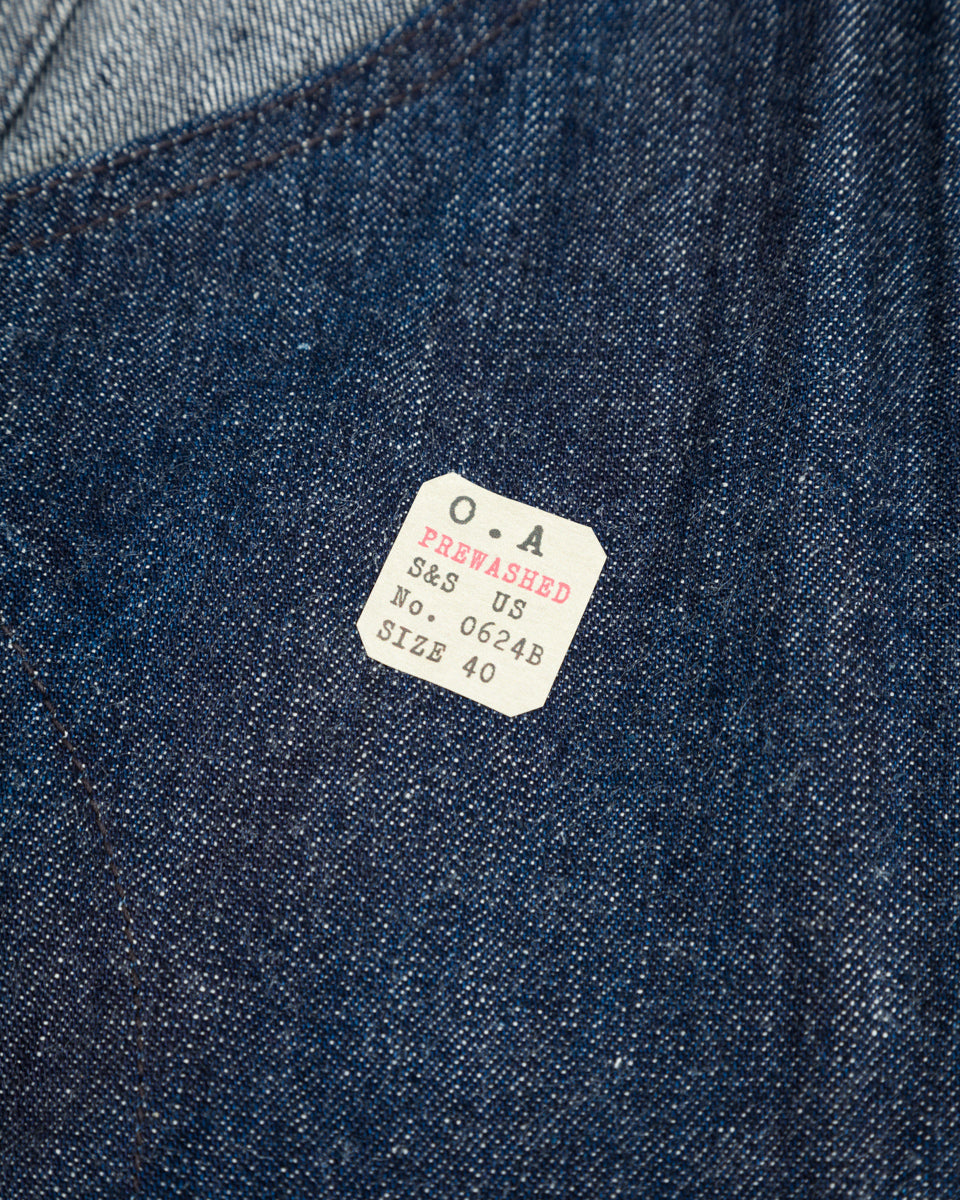 O.A
PREWASHED
S&S US
No. 0624B
SIZE 40